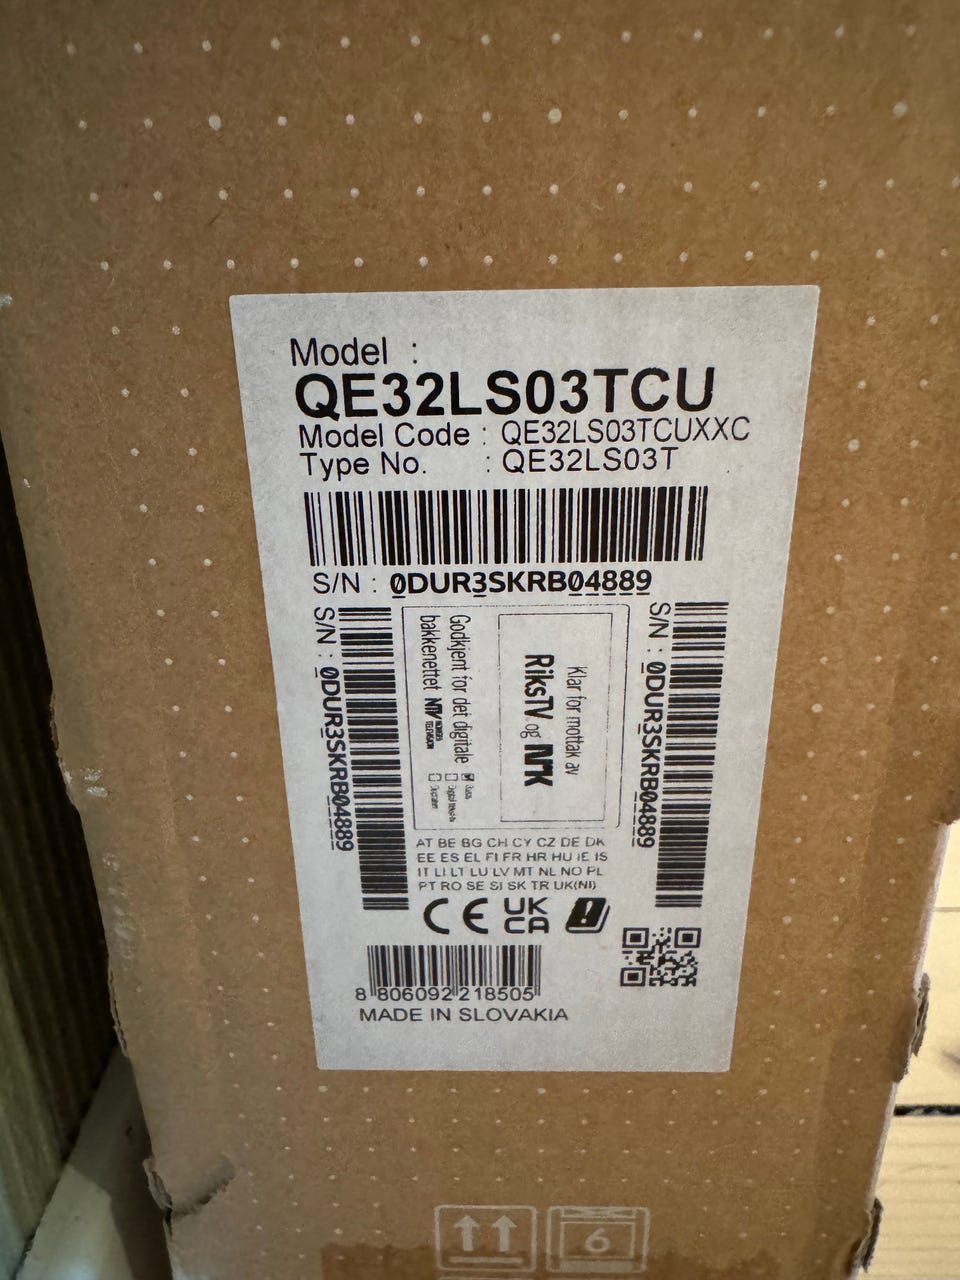 Model :
QE32LS03TCU
Model Code : QE32LS03TCUXXC
Type No. : QE32LS03T
S/N : 0DUR3SKRB04889
S/N : 0DUR3SKRB04889
Godkjent for det digitale
bakkenettet NTV NORGES TELEVISJON
Klar for mottak av
RiksTV og NRK
S/N : 0DUR3SKRB04889
AT BE BG CH CY CZ DE DK
EE ES EL FI FR HR HU IE IS
IT LI LT LU LV MT NL NO PL
PT RO SE SI SK TR UK(NI)
CE UK CA
8 806092 218505
MADE IN SLOVAKIA
6